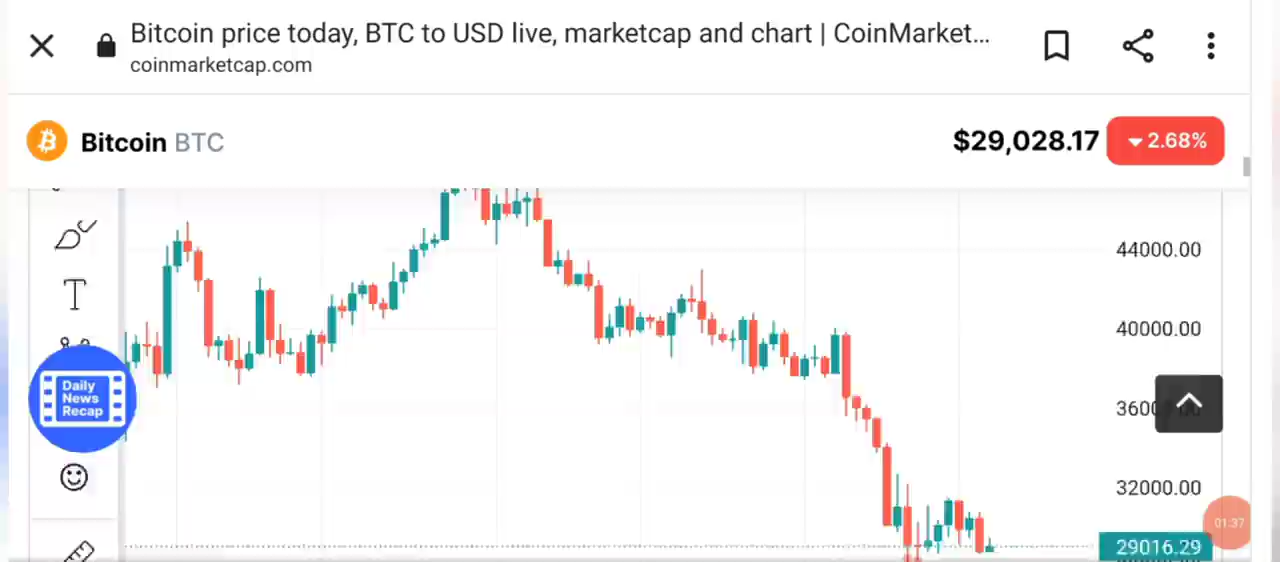 Bitcoin price today, BTC to USD live, marketcap and chart | CoinMarket...
coinmarketcap.com
Bitcoin BTC
$29,028.17
2.68%
44000.00
T
40000.00
Daily
News
Recap
32000.00
01:37
29016.29